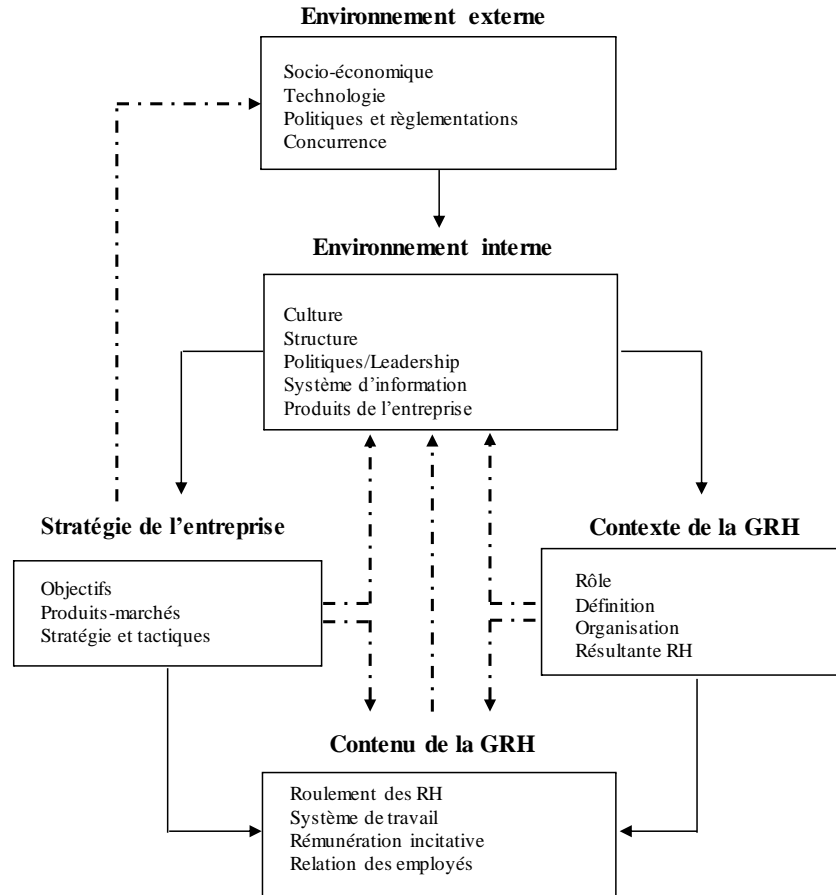 Environnement externe
Socio-économique
Technologie
Politiques et règlementations
Concurrence
Environnement interne
Culture
Structure
Politiques/Leadership
Système d'information
Produits de l'entreprise
Stratégie de l'entreprise
Objectifs
Produits-marchés
Stratégie et tactiques
Contexte de la GRH
Rôle
Définition
Organisation
Résultante RH
Contenu de la GRH
Roulement des RH
Système de travail
Rémunération incitative
Relation des employés